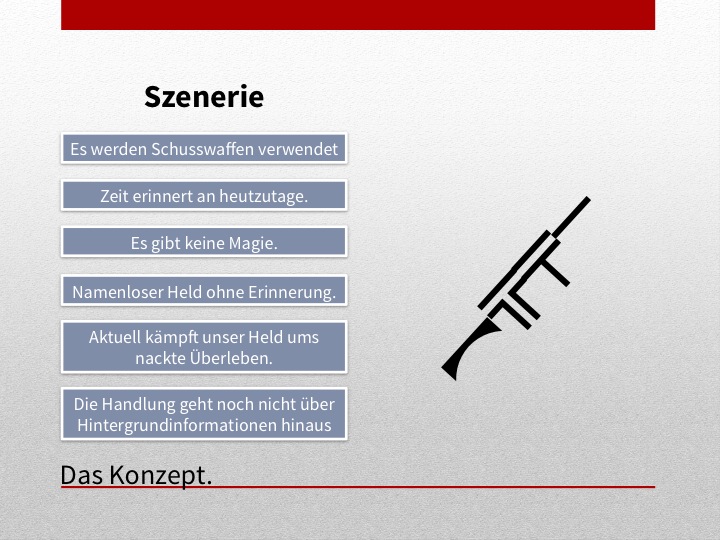 Szenerie
Es werden Schusswaffen verwendet
Zeit erinnert an heutzutage.
Es gibt keine Magie.
Namenloser Held ohne Erinnerung.
Aktuell kämpft unser Held ums
nackte Überleben.
Die Handlung geht noch nicht über
Hintergrundinformationen hinaus
Das Konzept.